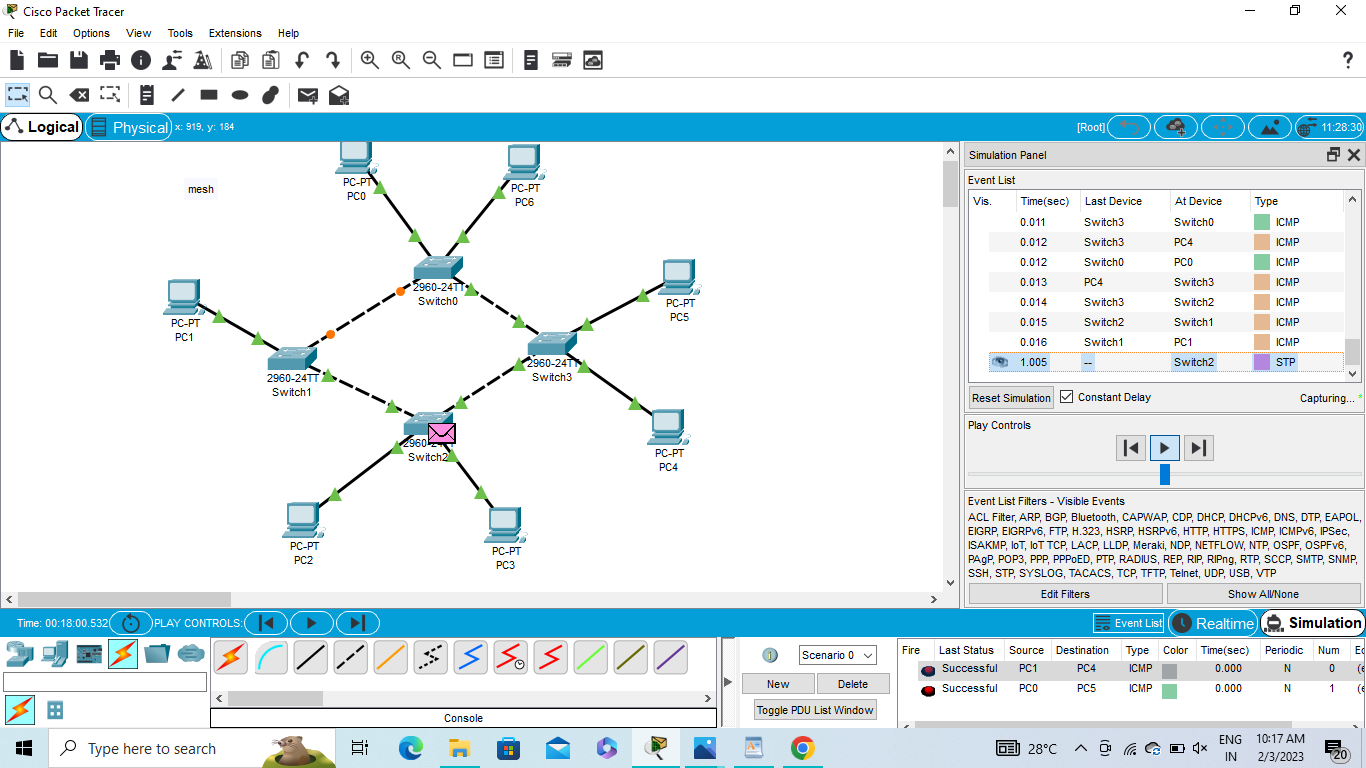 Cisco Packet Tracer
File Edit Options View Tools Extensions Help
Logical Physical x: 919, y: 184 [Root] 11:28:30
mesh
PC-PT
PC0
PC-PT
PC6
2960-24TT
Switch0
PC-PT
PC5
PC-PT
PC1
2960-24TT
Switch3
2960-24TT
Switch1
2960-24TT
Switch2
PC-PT
PC4
PC-PT
PC2
PC-PT
PC3
Simulation Panel
Event List
Vis. Time(sec) Last Device At Device Type
0.011 Switch3 Switch0 ICMP
0.012 Switch3 PC4 ICMP
0.012 Switch0 PC0 ICMP
0.013 PC4 Switch3 ICMP
0.014 Switch3 Switch2 ICMP
0.015 Switch2 Switch1 ICMP
0.016 Switch1 PC1 ICMP
1.005 -- Switch2 STP
Reset Simulation Constant Delay Capturing... *
Play Controls
Event List Filters - Visible Events
ACL Filter, ARP, BGP, Bluetooth, CAPWAP, CDP, DHCP, DHCPv6, DNS, DTP, EAPOL,
EIGRP, EIGRPv6, FTP, H.323, HSRP, HSRPv6, HTTP, HTTPS, ICMP, ICMPv6, IPSec,
ISAKMP, IoT, IoT TCP, LACP, LLDP, Meraki, NDP, NETFLOW, NTP, OSPF, OSPFv6,
PAgP, POP3, PPP, PPPoED, PTP, RADIUS, REP, RIP, RIPng, RTP, SCCP, SMTP, SNMP,
SSH, STP, SYSLOG, TACACS, TCP, TFTP, Telnet, UDP, USB, VTP
Edit Filters Show All/None
Time: 00:18:00.532 PLAY CONTROLS: Event List Realtime Simulation
Console
Scenario 0
New Delete
Toggle PDU List Window
Fire Last Status Source Destination Type Color Time(sec) Periodic Num Ec
Successful PC1 PC4 ICMP 0.000 N 0 (e
Successful PC0 PC5 ICMP 0.000 N 1 (e
Type here to search
28°C
ENG
IN
10:17 AM
2/3/2023
20